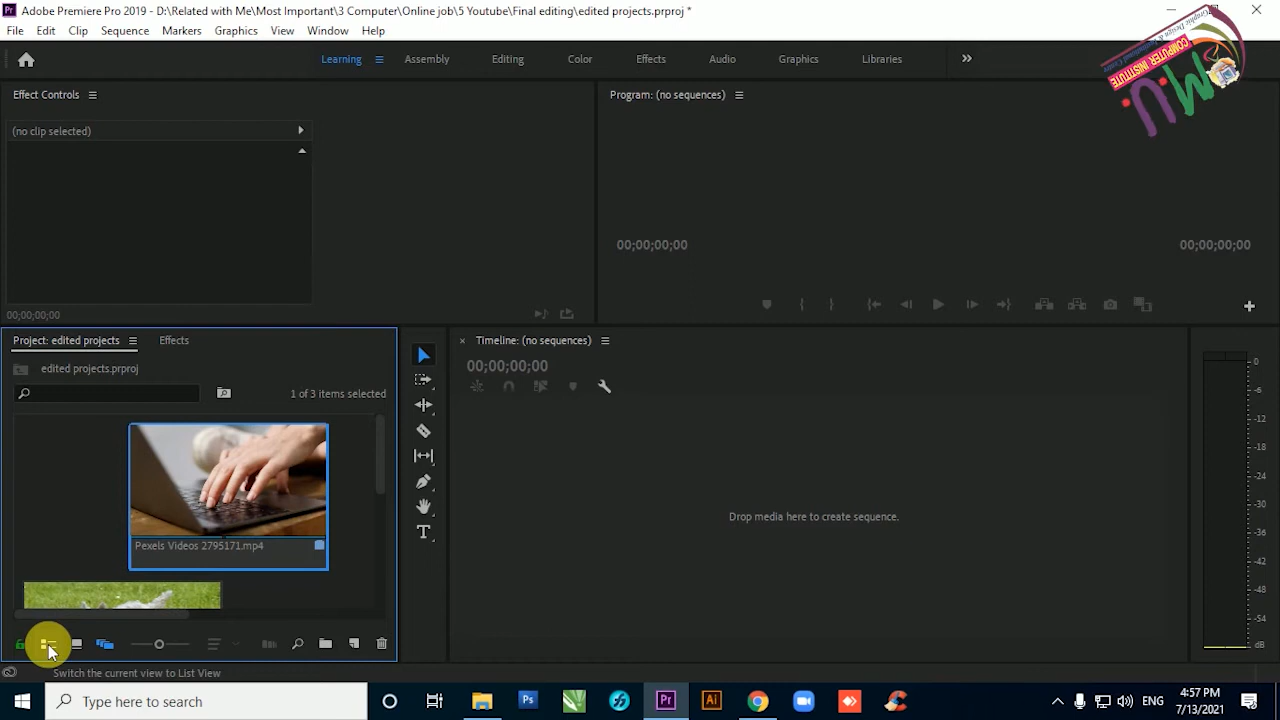 Adobe Premiere Pro 2019 - D:\Related with Me\Most Important\3 Computer\Online job\5 Youtube\Final editing\edited projects.prproj *
File Edit Clip Sequence Markers Graphics View Window Help
Learning Assembly Editing Color Effects Audio Graphics Libraries
COMPUTER INSTITUTE
Effect Controls
Program: (no sequences)
(no clip selected)
00;00;00;00 00;00;00;00
00;00;00;00
Project: edited projects Effects
Timeline: (no sequences)
edited projects.prproj
00;00;00;00
1 of 3 items selected
Drop media here to create sequence.
Pexels Videos 2795171.mp4
0
-6
-12
-18
-24
-30
-36
-42
-48
-54
dB
Switch the current view to List View
Type here to search
ENG
4:57 PM
7/13/2021